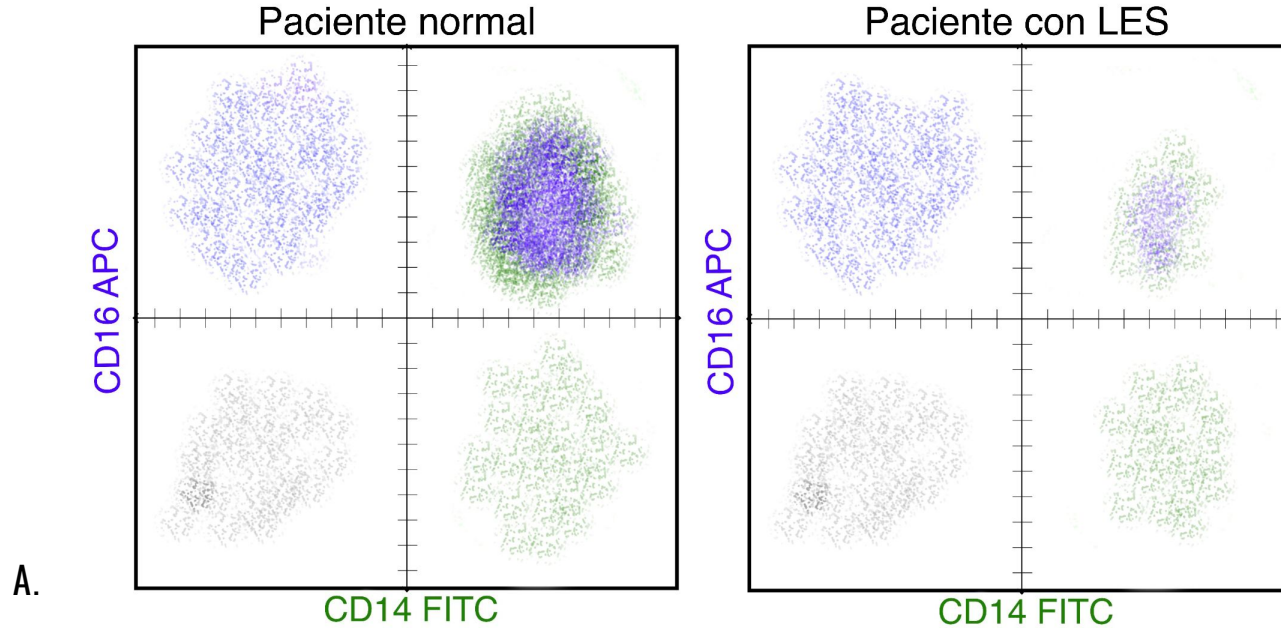 Paciente normal
Paciente con LES
CD16 APC
CD16 APC
A.
CD14 FITC
CD14 FITC